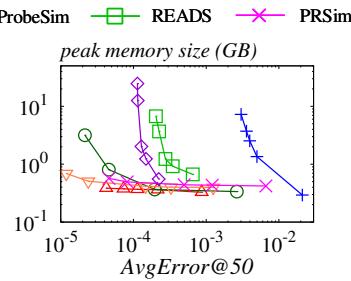 ProbeSim READS PRSim
peak memory size (GB)
10^1
10^0
10^-1
10^-5 10^-4 10^-3 10^-2
AvgError@50